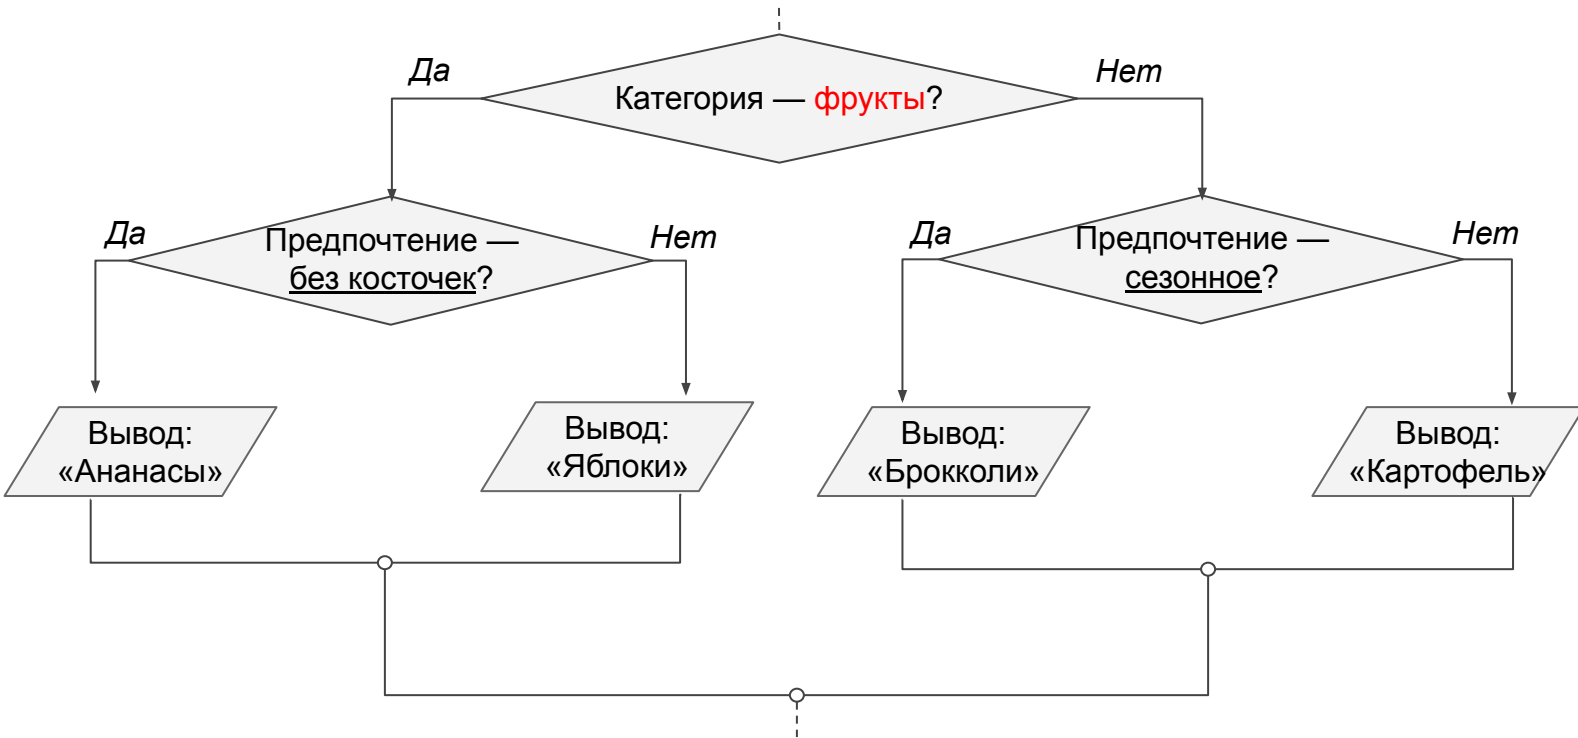 Да
Нет
Категория — фрукты?
Да
Предпочтение —
без косточек?
Нет
Да
Предпочтение —
сезонное?
Нет
Вывод:
«Ананасы»
Вывод:
«Яблоки»
Вывод:
«Брокколи»
Вывод:
«Картофель»